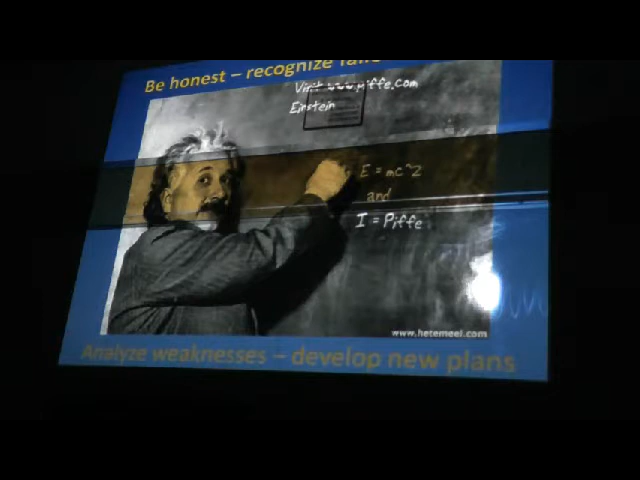 Be honest – recognize
Visit www.piffe.com
Einstein
E = mc^2
and
I = Piffe
www.hetemeel.com
Analyze weaknesses – develop new plans